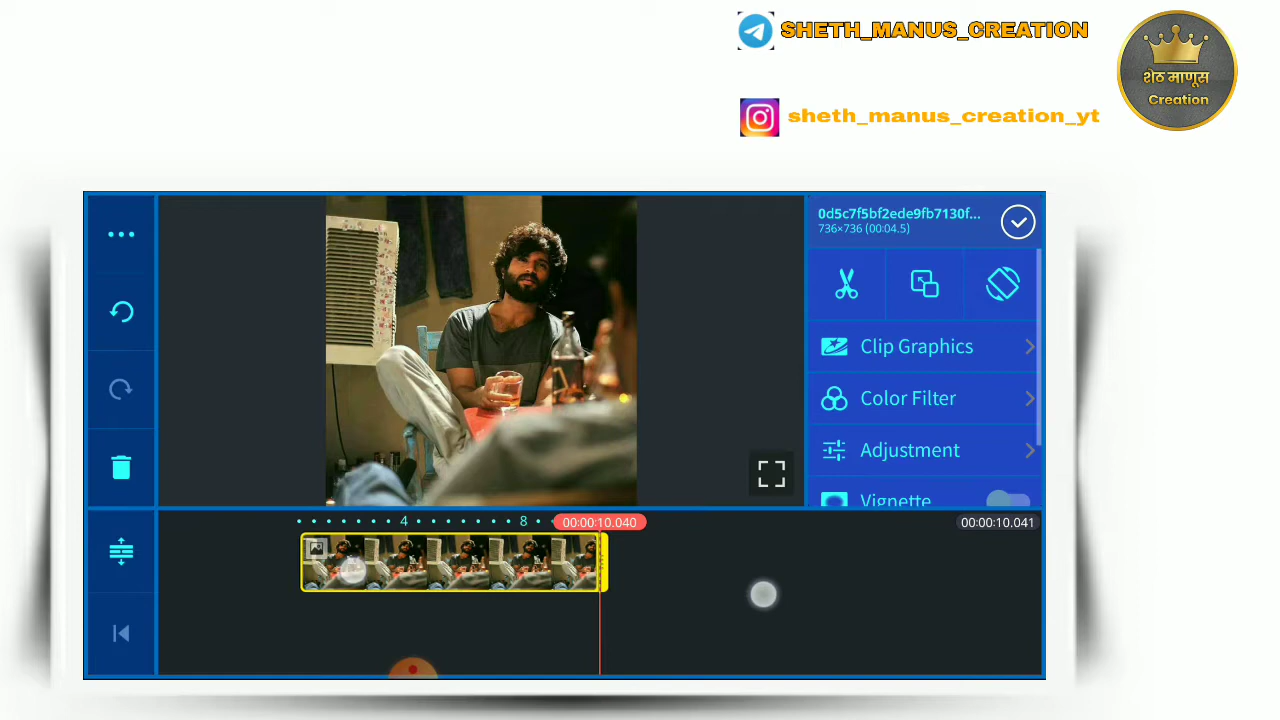 SHETH_MANUS_CREATION
शेठ माणूस
Creation
sheth_manus_creation_yt
0d5c7f5bf2ede9fb7130f...
736×736 (00:04.5)
Clip Graphics
Color Filter
Adjustment
Vignette
4
8
00:00:10.040
00:00:10.041